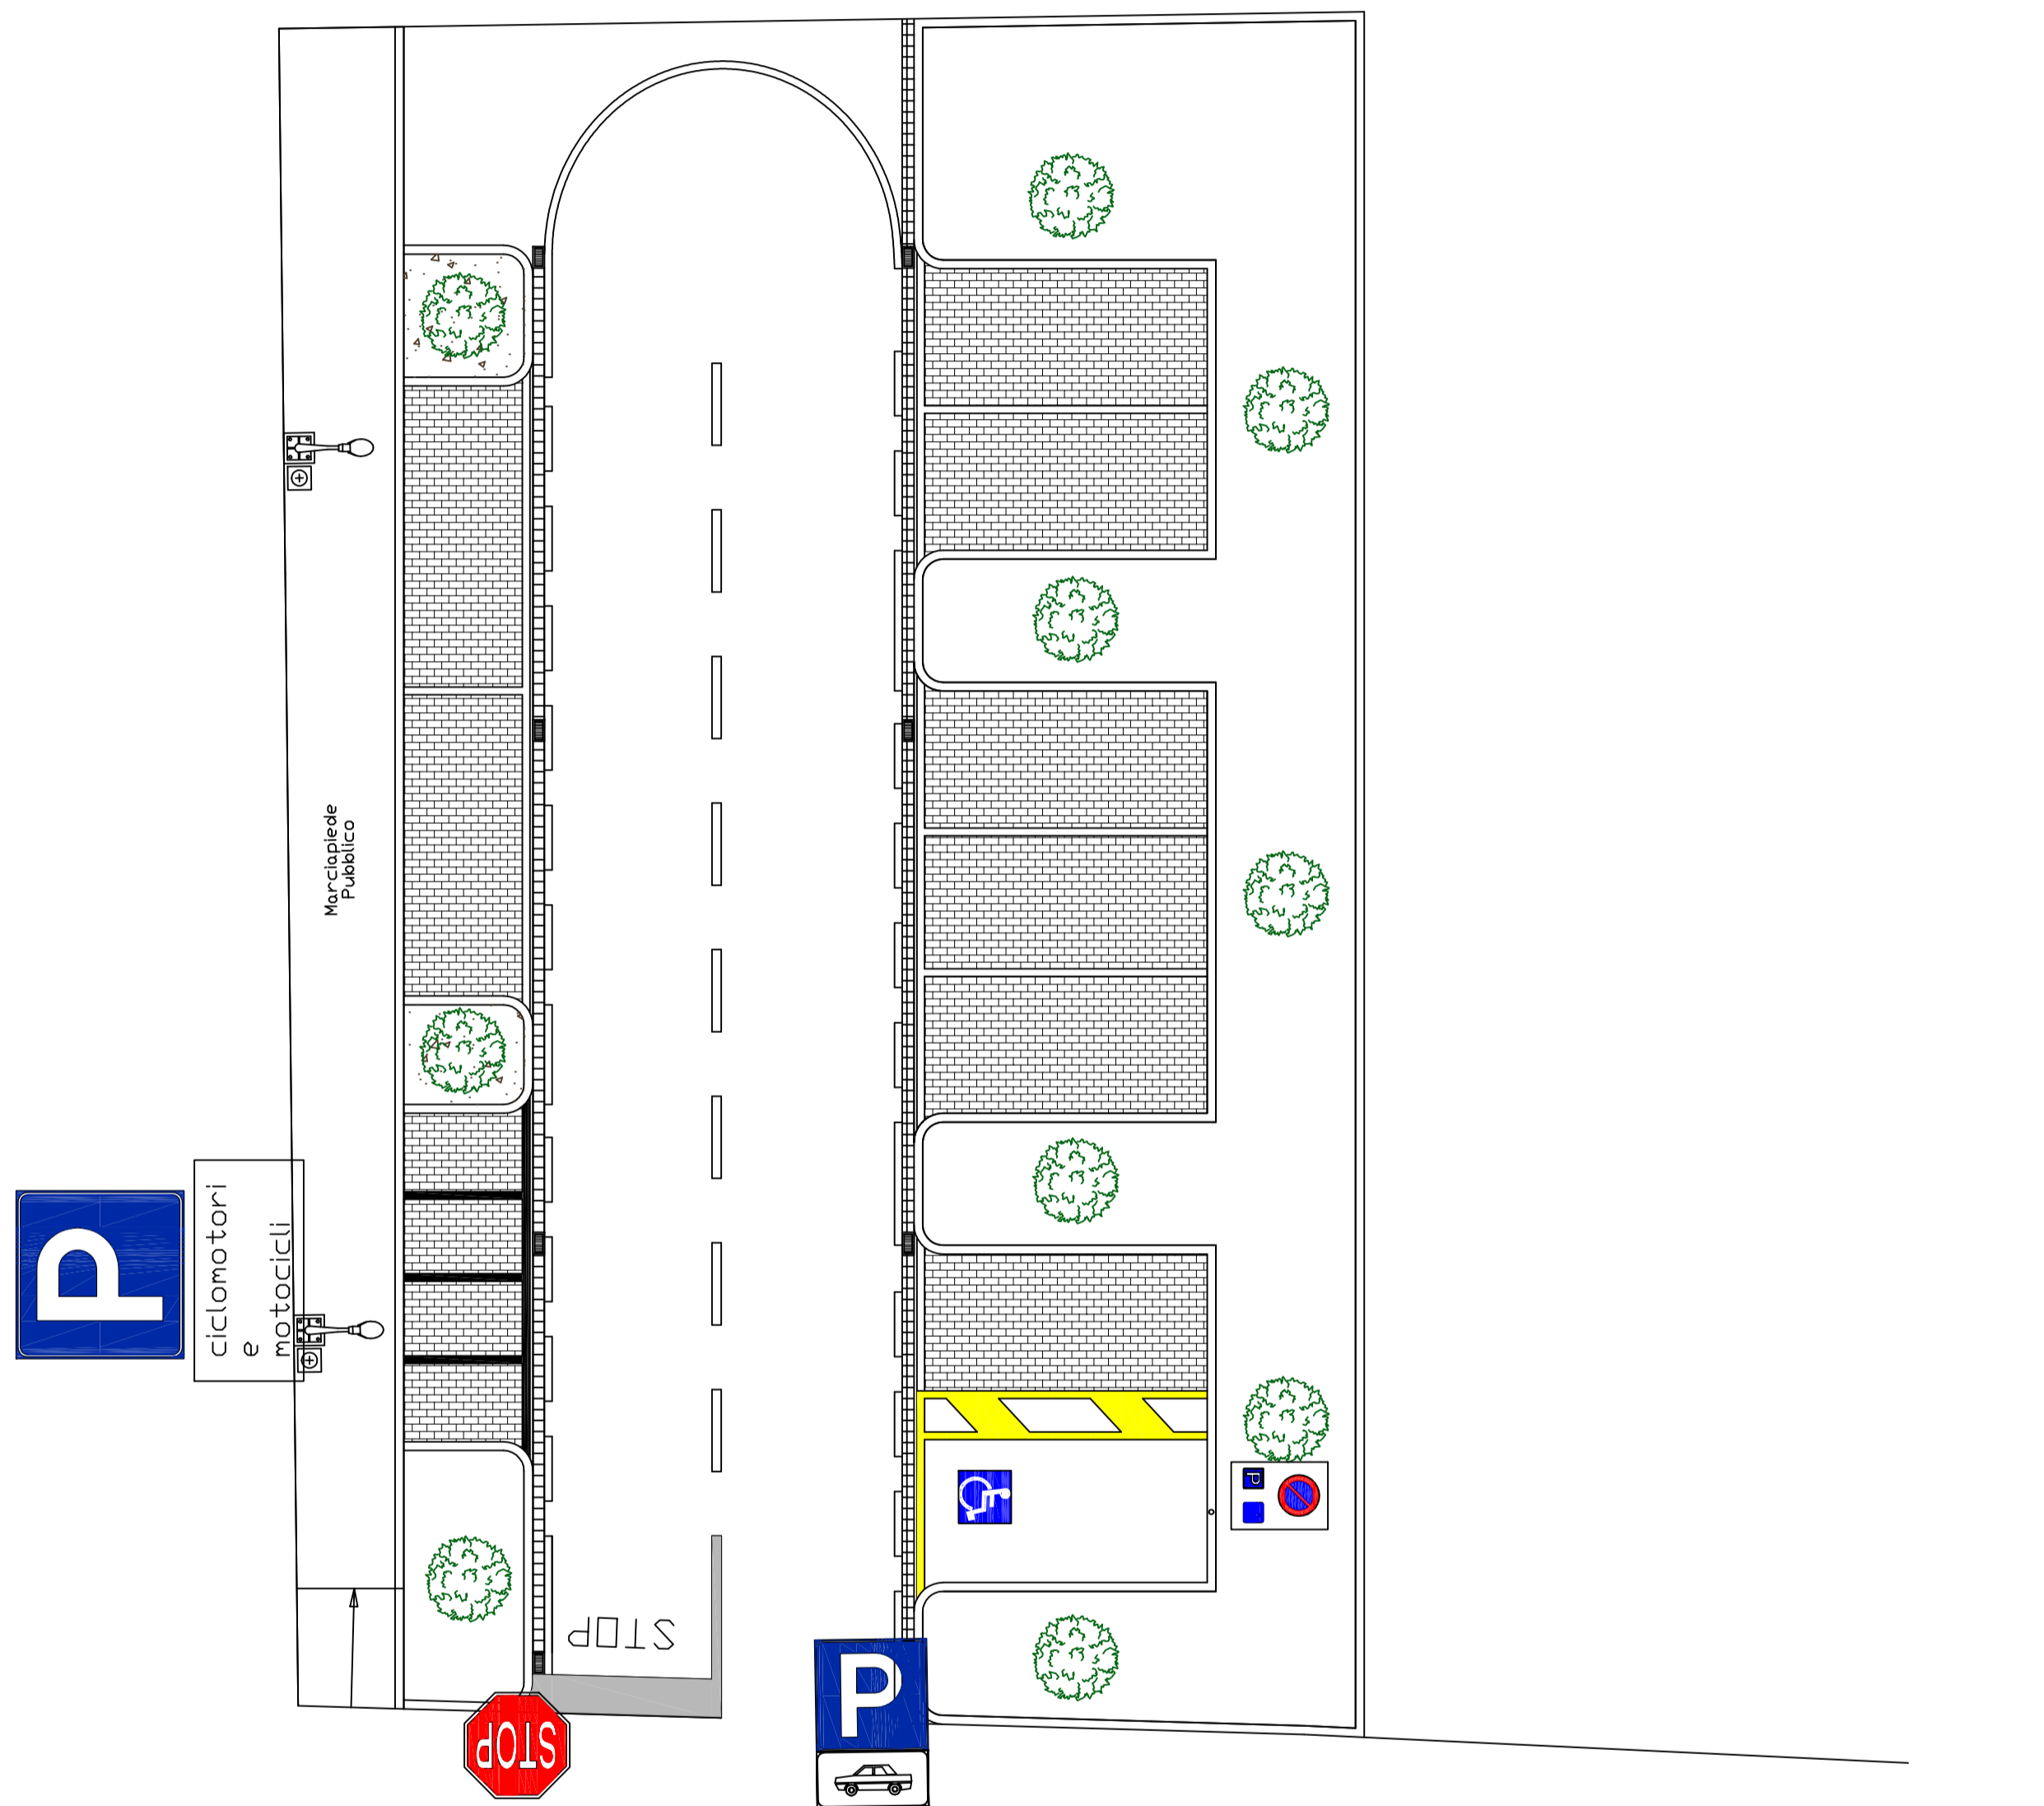 Marciapiede
Pubblico
P
ciclomotori
e
motocicli
P
STOP
STOP
P